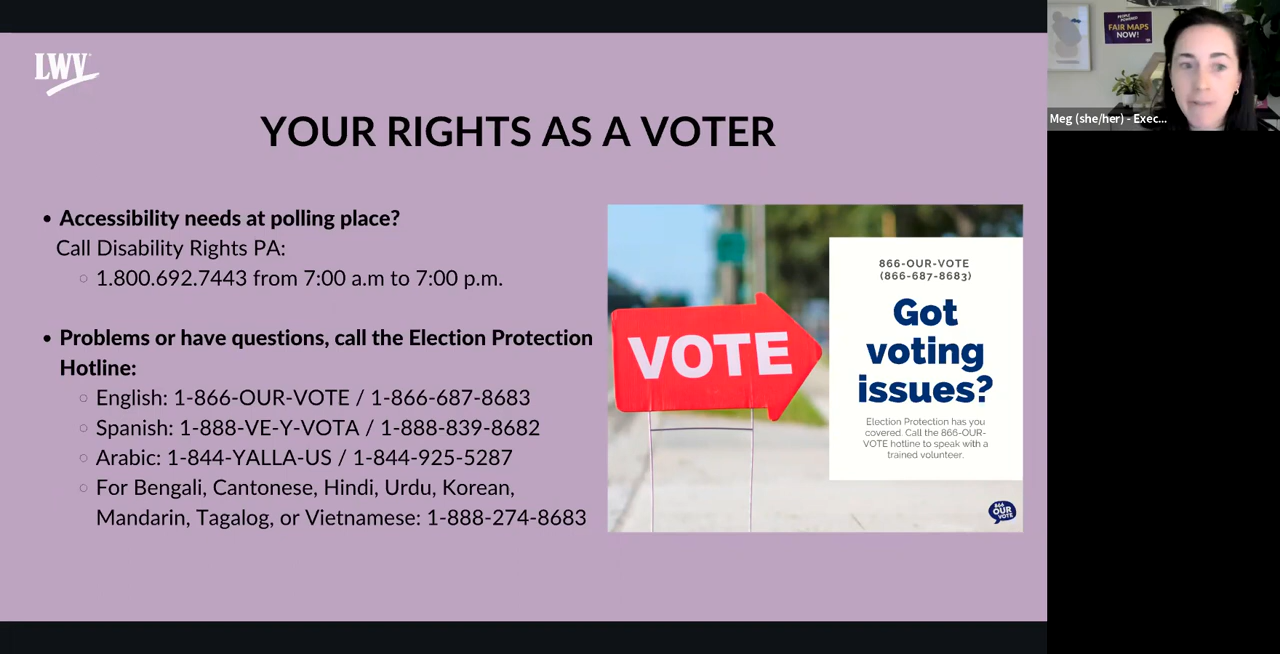 LWV
YOUR RIGHTS AS A VOTER
• Accessibility needs at polling place?
Call Disability Rights PA:
○ 1.800.692.7443 from 7:00 a.m to 7:00 p.m.
• Problems or have questions, call the Election Protection
Hotline:
○ English: 1-866-OUR-VOTE / 1-866-687-8683
○ Spanish: 1-888-VE-Y-VOTA / 1-888-839-8682
○ Arabic: 1-844-YALLA-US / 1-844-925-5287
○ For Bengali, Cantonese, Hindi, Urdu, Korean,
Mandarin, Tagalog, or Vietnamese: 1-888-274-8683
VOTE
866-OUR-VOTE
(866-687-8683)
Got
voting
issues?
Election Protection has you
covered. Call the 866-OUR-
VOTE hotline to speak with a
trained volunteer.
866
OUR
VOTE
PEOPLE
POWERED
FAIR MAPS
NOW!
Meg (she/her) - Exec...